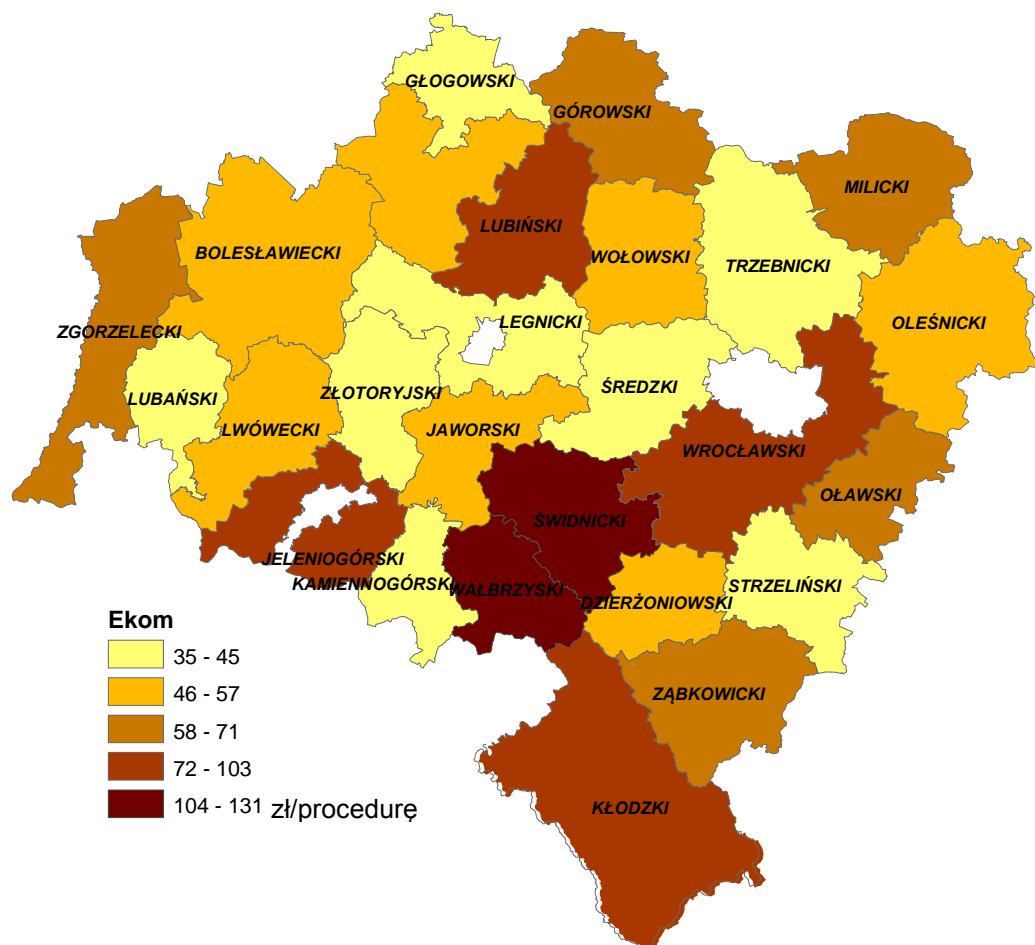 GŁOGOWSKI
GÓROWSKI
MILICKI
LUBIŃSKI
BOLESŁAWIECKI
WOŁOWSKI
TRZEBNICKI
LEGNICKI
OLEŚNICKI
ZGORZELECKI
ŚREDZKI
LUBAŃSKI
ZŁOTORYJSKI
LWÓWECKI
JAWORSKI
WROCŁAWSKI
OŁAWSKI
ŚWIDNICKI
JELENIOGÓRSKI
KAMIENNOGÓRSKI
WAŁBRZYSKI
STRZELIŃSKI
DZIERŻONIOWSKI
ZĄBKOWICKI
KŁODZKI
Ekom
35 - 45
46 - 57
58 - 71
72 - 103
104 - 131 zł/procedurę